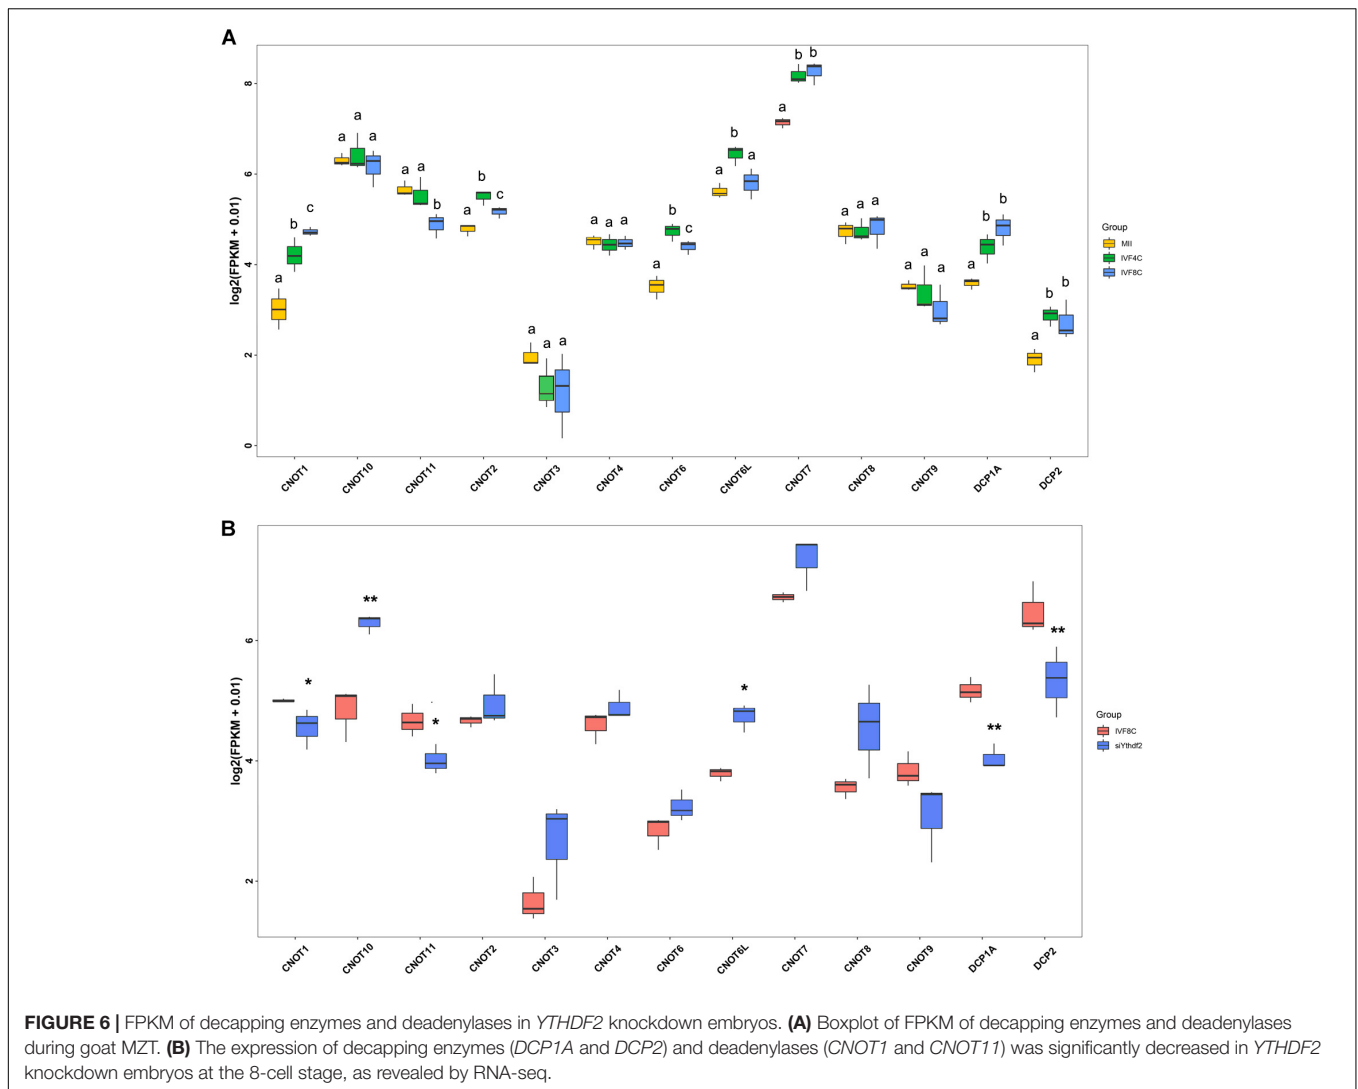 A
a
b
c
a
a
a
a
a
b
a
b
c
a
a
a
a
a
a
a
b
c
a
b
a
a
b
b
a
a
a
a
a
a
a
b
b
a
b
b
8
6
4
2
0
log2(FPKM + 0.01)
CNOT1
CNOT10
CNOT11
CNOT2
CNOT3
CNOT4
CNOT6
CNOT6L
CNOT7
CNOT8
CNOT9
DCP1A
DCP2
Group
MII
IVF4C
IVF8C
B
*
**
*
*
**
**
6
4
2
log2(FPKM + 0.01)
CNOT1
CNOT10
CNOT11
CNOT2
CNOT3
CNOT4
CNOT6
CNOT6L
CNOT7
CNOT8
CNOT9
DCP1A
DCP2
Group
IVF8C
siYthdf2
FIGURE 6 | FPKM of decapping enzymes and deadenylases in YTHDF2 knockdown embryos. (A) Boxplot of FPKM of decapping enzymes and deadenylases
during goat MZT. (B) The expression of decapping enzymes (DCP1A and DCP2) and deadenylases (CNOT1 and CNOT11) was significantly decreased in YTHDF2
knockdown embryos at the 8-cell stage, as revealed by RNA-seq.